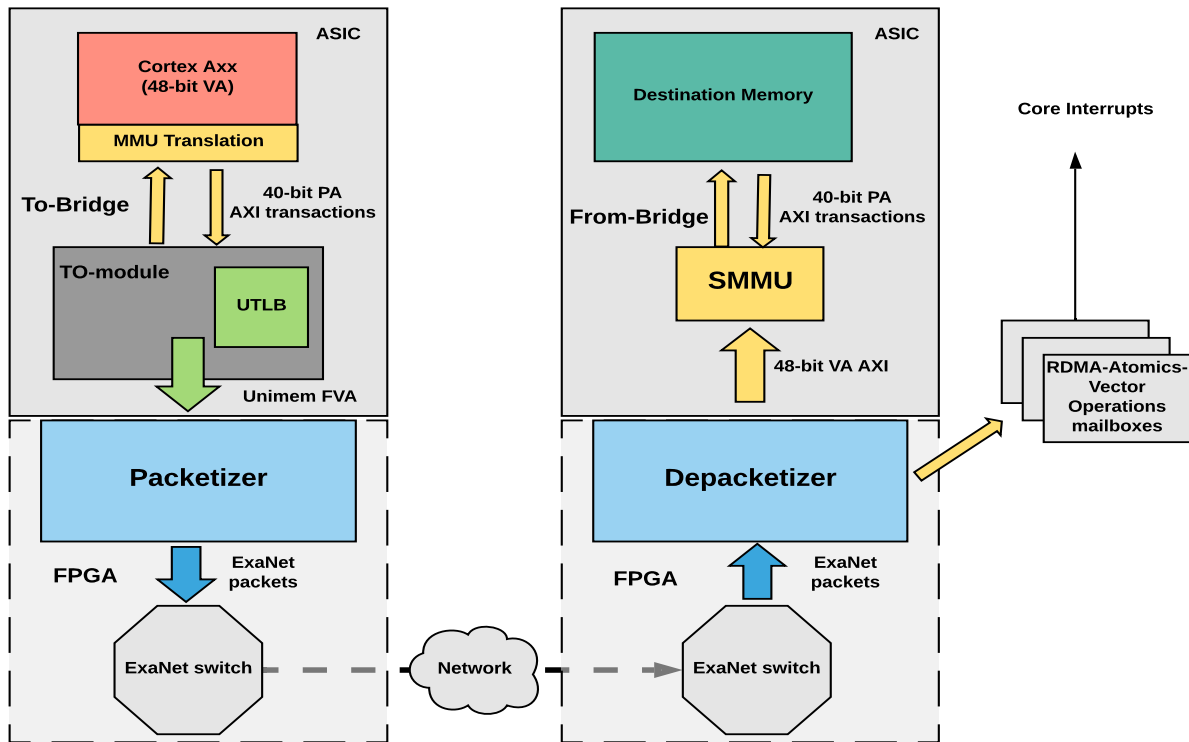 ASIC
Cortex Axx
(48-bit VA)
MMU Translation
To-Bridge
40-bit PA
AXI transactions
TO-module
UTLB
Unimem FVA
Packetizer
FPGA
ExaNet
packets
ExaNet switch
Network
ASIC
Destination Memory
From-Bridge
40-bit PA
AXI transactions
SMMU
48-bit VA AXI
Depacketizer
FPGA
ExaNet
packets
ExaNet switch
Core Interrupts
RDMA-Atomics-
Vector
Operations
mailboxes